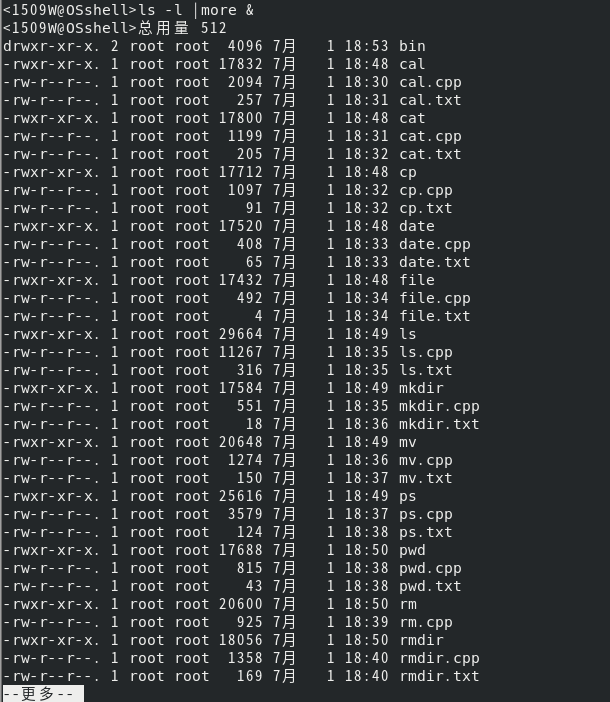 <1509W@OSshell>ls -l |more &
<1509W@OSshell>总用量 512
drwxr-xr-x. 2 root root  4096 7月   1 18:53 bin
-rwxr-xr-x. 1 root root 17832 7月   1 18:48 cal
-rw-r--r--. 1 root root  2094 7月   1 18:30 cal.cpp
-rw-r--r--. 1 root root   257 7月   1 18:31 cal.txt
-rwxr-xr-x. 1 root root 17800 7月   1 18:48 cat
-rw-r--r--. 1 root root  1199 7月   1 18:31 cat.cpp
-rw-r--r--. 1 root root   205 7月   1 18:32 cat.txt
-rwxr-xr-x. 1 root root 17712 7月   1 18:48 cp
-rw-r--r--. 1 root root  1097 7月   1 18:32 cp.cpp
-rw-r--r--. 1 root root    91 7月   1 18:32 cp.txt
-rwxr-xr-x. 1 root root 17520 7月   1 18:48 date
-rw-r--r--. 1 root root   408 7月   1 18:33 date.cpp
-rw-r--r--. 1 root root    65 7月   1 18:33 date.txt
-rwxr-xr-x. 1 root root 17432 7月   1 18:48 file
-rw-r--r--. 1 root root   492 7月   1 18:34 file.cpp
-rw-r--r--. 1 root root     4 7月   1 18:34 file.txt
-rwxr-xr-x. 1 root root 29664 7月   1 18:49 ls
-rw-r--r--. 1 root root 11267 7月   1 18:35 ls.cpp
-rw-r--r--. 1 root root   316 7月   1 18:35 ls.txt
-rwxr-xr-x. 1 root root 17584 7月   1 18:49 mkdir
-rw-r--r--. 1 root root   551 7月   1 18:35 mkdir.cpp
-rw-r--r--. 1 root root    18 7月   1 18:36 mkdir.txt
-rwxr-xr-x. 1 root root 20648 7月   1 18:49 mv
-rw-r--r--. 1 root root  1274 7月   1 18:36 mv.cpp
-rw-r--r--. 1 root root   150 7月   1 18:37 mv.txt
-rwxr-xr-x. 1 root root 25616 7月   1 18:49 ps
-rw-r--r--. 1 root root  3579 7月   1 18:37 ps.cpp
-rw-r--r--. 1 root root   124 7月   1 18:38 ps.txt
-rwxr-xr-x. 1 root root 17688 7月   1 18:50 pwd
-rw-r--r--. 1 root root   815 7月   1 18:38 pwd.cpp
-rw-r--r--. 1 root root    43 7月   1 18:38 pwd.txt
-rwxr-xr-x. 1 root root 20600 7月   1 18:50 rm
-rw-r--r--. 1 root root   925 7月   1 18:39 rm.cpp
-rwxr-xr-x. 1 root root 18056 7月   1 18:50 rmdir
-rw-r--r--. 1 root root  1358 7月   1 18:40 rmdir.cpp
-rw-r--r--. 1 root root   169 7月   1 18:40 rmdir.txt
--更多--